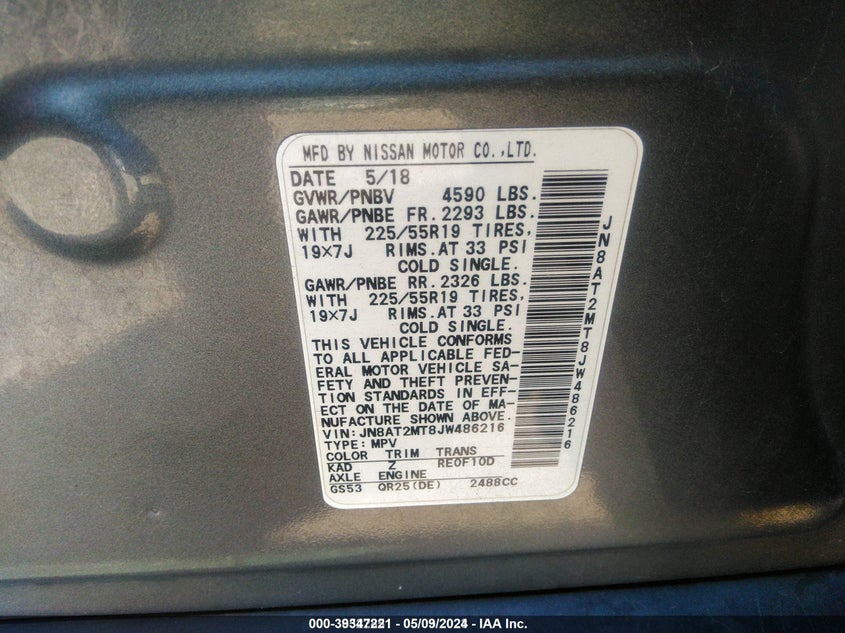 MFD BY NISSAN MOTOR CO.,LTD.
DATE 5/18
GVWR/PNBV 4590 LBS.
GAWR/PNBE FR. 2293 LBS.
WITH 225/55R19 TIRES,
19×7J RIMS.AT 33 PSI
COLD SINGLE.
GAWR/PNBE RR. 2326 LBS.
WITH 225/55R19 TIRES,
19×7J RIMS.AT 33 PSI
COLD SINGLE.
THIS VEHICLE CONFORMS
TO ALL APPLICABLE FED-
ERAL MOTOR VEHICLE SA-
FETY AND THEFT PREVEN-
TION STANDARDS IN EFF-
ECT ON THE DATE OF MA-
NUFACTURE SHOWN ABOVE.
VIN:JN8AT2MT8JW486216
TYPE:MPV
COLOR TRIM TRANS
KAD Z RE0F10D
AXLE ENGINE
GS53 QR25(DE) 2488CC
JN8AT2MT8JW486216
05/09/2024 - IAA Inc.